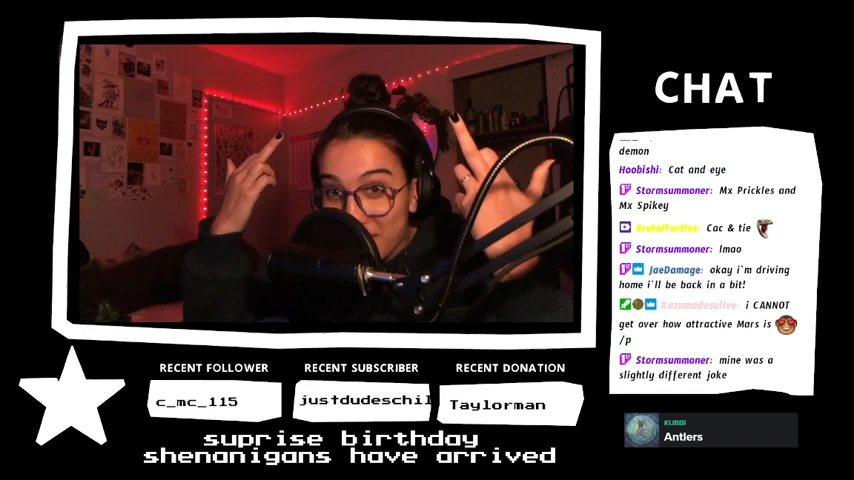 CHAT
demon
Hoobishi: Cat and eye
Stormsummoner: Mx Prickles and
Mx Spikey
BrutalTurtles: Cac & tie
Stormsummoner: lmao
JaeDamage: okay i`m driving
home i`ll be back in a bit!
Kazumadesulive: i CANNOT
get over how attractive Mars is
/p
Stormsummoner: mine was a
slightly different joke
RECENT FOLLOWER
c_mc_115
RECENT SUBSCRIBER
justdudeschil
RECENT DONATION
Taylorman
suprise birthday
shenanigans have arrived
KUBBI
Antlers